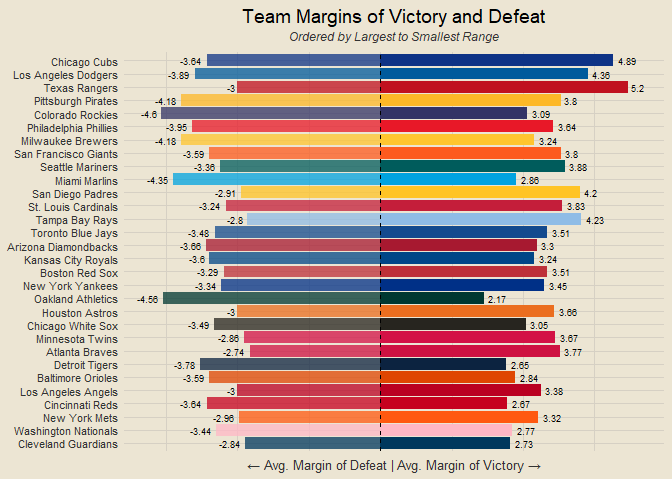 Team Margins of Victory and Defeat
Ordered by Largest to Smallest Range
Chicago Cubs -3.64 4.89
Los Angeles Dodgers -3.89 4.36
Texas Rangers -3 5.2
Pittsburgh Pirates -4.18 3.8
Colorado Rockies -4.6 3.09
Philadelphia Phillies -3.95 3.64
Milwaukee Brewers -4.18 3.24
San Francisco Giants -3.59 3.8
Seattle Mariners -3.36 3.88
Miami Marlins -4.35 2.86
San Diego Padres -2.91 4.2
St. Louis Cardinals -3.24 3.83
Tampa Bay Rays -2.8 4.23
Toronto Blue Jays -3.48 3.51
Arizona Diamondbacks -3.66 3.3
Kansas City Royals -3.6 3.24
Boston Red Sox -3.29 3.51
New York Yankees -3.34 3.45
Oakland Athletics -4.56 2.17
Houston Astros -3 3.66
Chicago White Sox -3.49 3.05
Minnesota Twins -2.86 3.67
Atlanta Braves -2.74 3.77
Detroit Tigers -3.78 2.65
Baltimore Orioles -3.59 2.84
Los Angeles Angels -3 3.38
Cincinnati Reds -3.64 2.67
New York Mets -2.96 3.32
Washington Nationals -3.44 2.77
Cleveland Guardians -2.84 2.73
← Avg. Margin of Defeat | Avg. Margin of Victory →